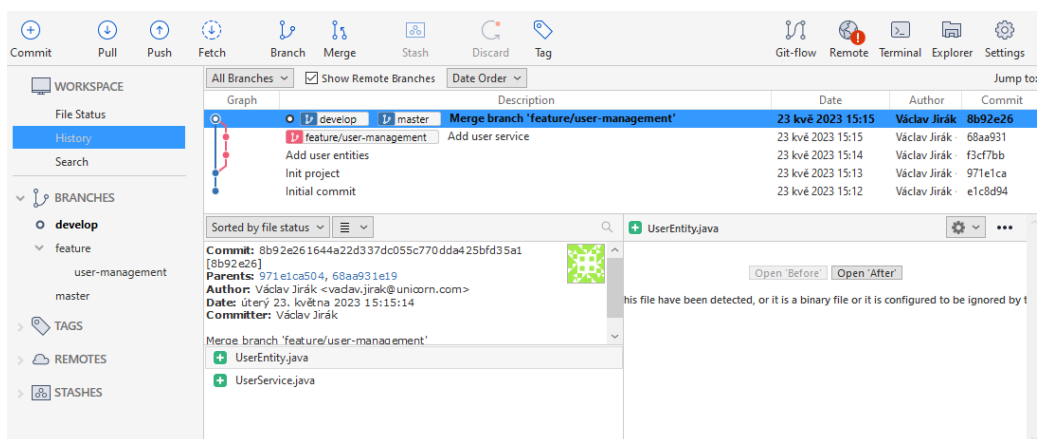 Commit Pull Push Fetch Branch Merge Stash Discard Tag Git-flow Remote Terminal Explorer Settings
WORKSPACE
File Status
History
Search
BRANCHES
develop
feature
user-management
master
TAGS
REMOTES
STASHES
All Branches Show Remote Branches Date Order Jump to:
Graph Description Date Author Commit
develop master Merge branch 'feature/user-management' 23 kvě 2023 15:15 Václav Jirák 8b92e26
feature/user-management Add user service 23 kvě 2023 15:15 Václav Jirák 68aa931
Add user entities 23 kvě 2023 15:14 Václav Jirák f3cf7bb
Init project 23 kvě 2023 15:13 Václav Jirák 971e1ca
Initial commit 23 kvě 2023 15:12 Václav Jirák e1c8d94
Sorted by file status
Commit: 8b92e261644a22d337dc055c770dda425bfd35a1
[8b92e26]
Parents: 971e1ca504, 68aa931e19
Author: Václav Jirák <vadav.jirak@unicorn.com>
Date: úterý 23. května 2023 15:15:14
Committer: Václav Jirák
Merge branch 'feature/user-management'
UserEntity.java
UserService.java
UserEntity.java
Open 'Before' Open 'After'
his file have been detected, or it is a binary file or it is configured to be ignored by t